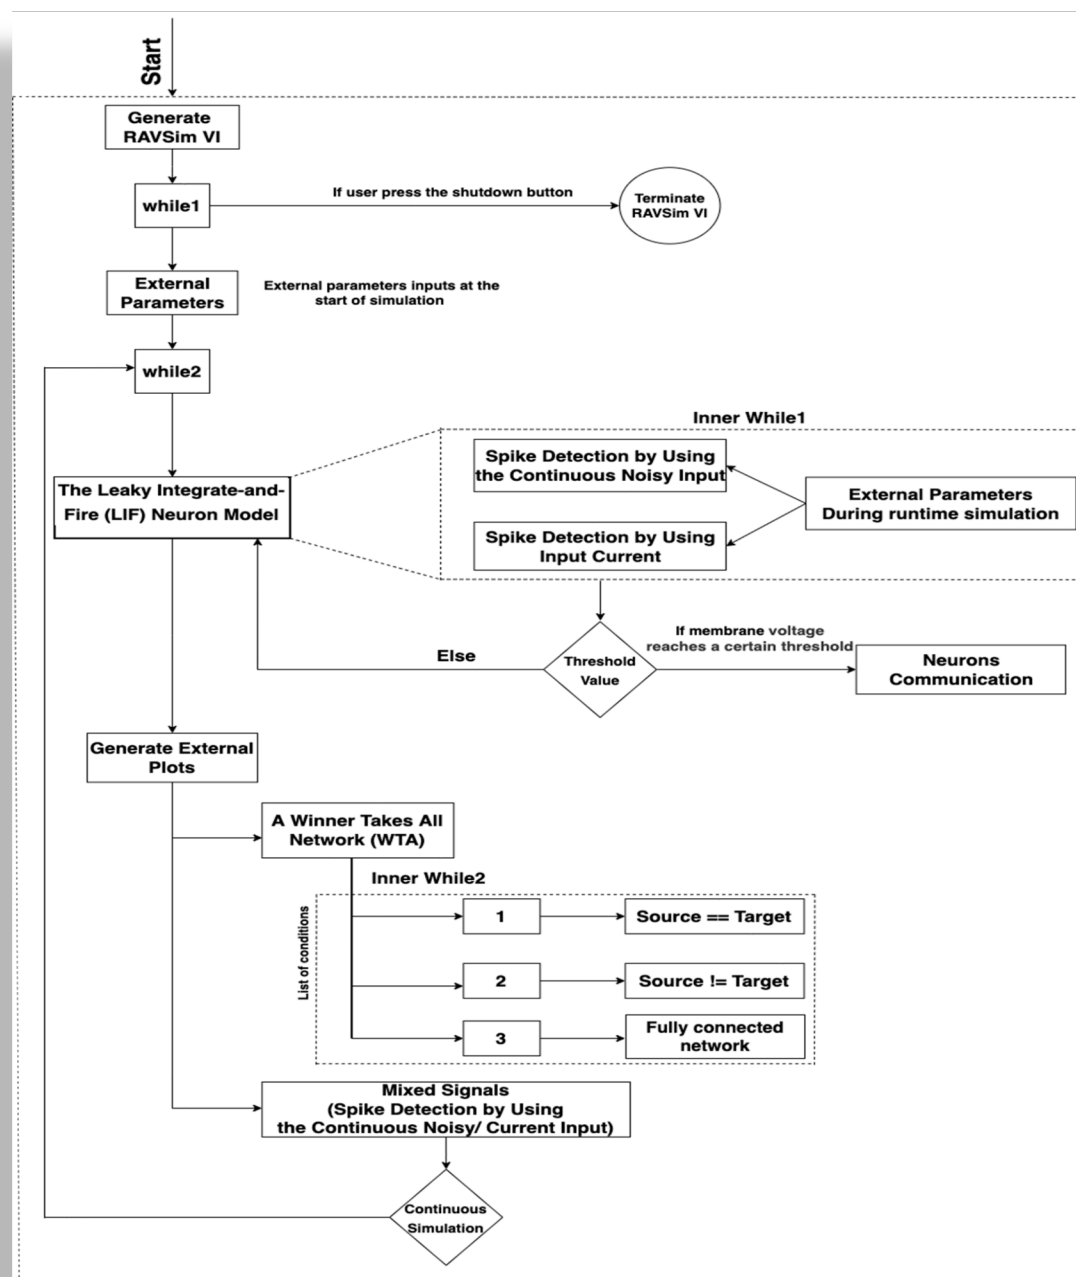 Start
Generate
RAVSim VI
while1
If user press the shutdown button
Terminate
RAVSim VI
External
Parameters
External parameters inputs at the
start of simulation
while2
Inner While1
Spike Detection by Using
the Continuous Noisy Input
External Parameters
During runtime simulation
The Leaky Integrate-and-
Fire (LIF) Neuron Model
Spike Detection by Using
Input Current
If membrane voltage
reaches a certain threshold
Else
Threshold
Value
Neurons
Communication
Generate External
Plots
A Winner Takes All
Network (WTA)
Inner While2
List of conditions
1
Source == Target
2
Source != Target
3
Fully connected
network
Mixed Signals
(Spike Detection by Using
the Continuous Noisy/ Current Input)
Continuous
Simulation